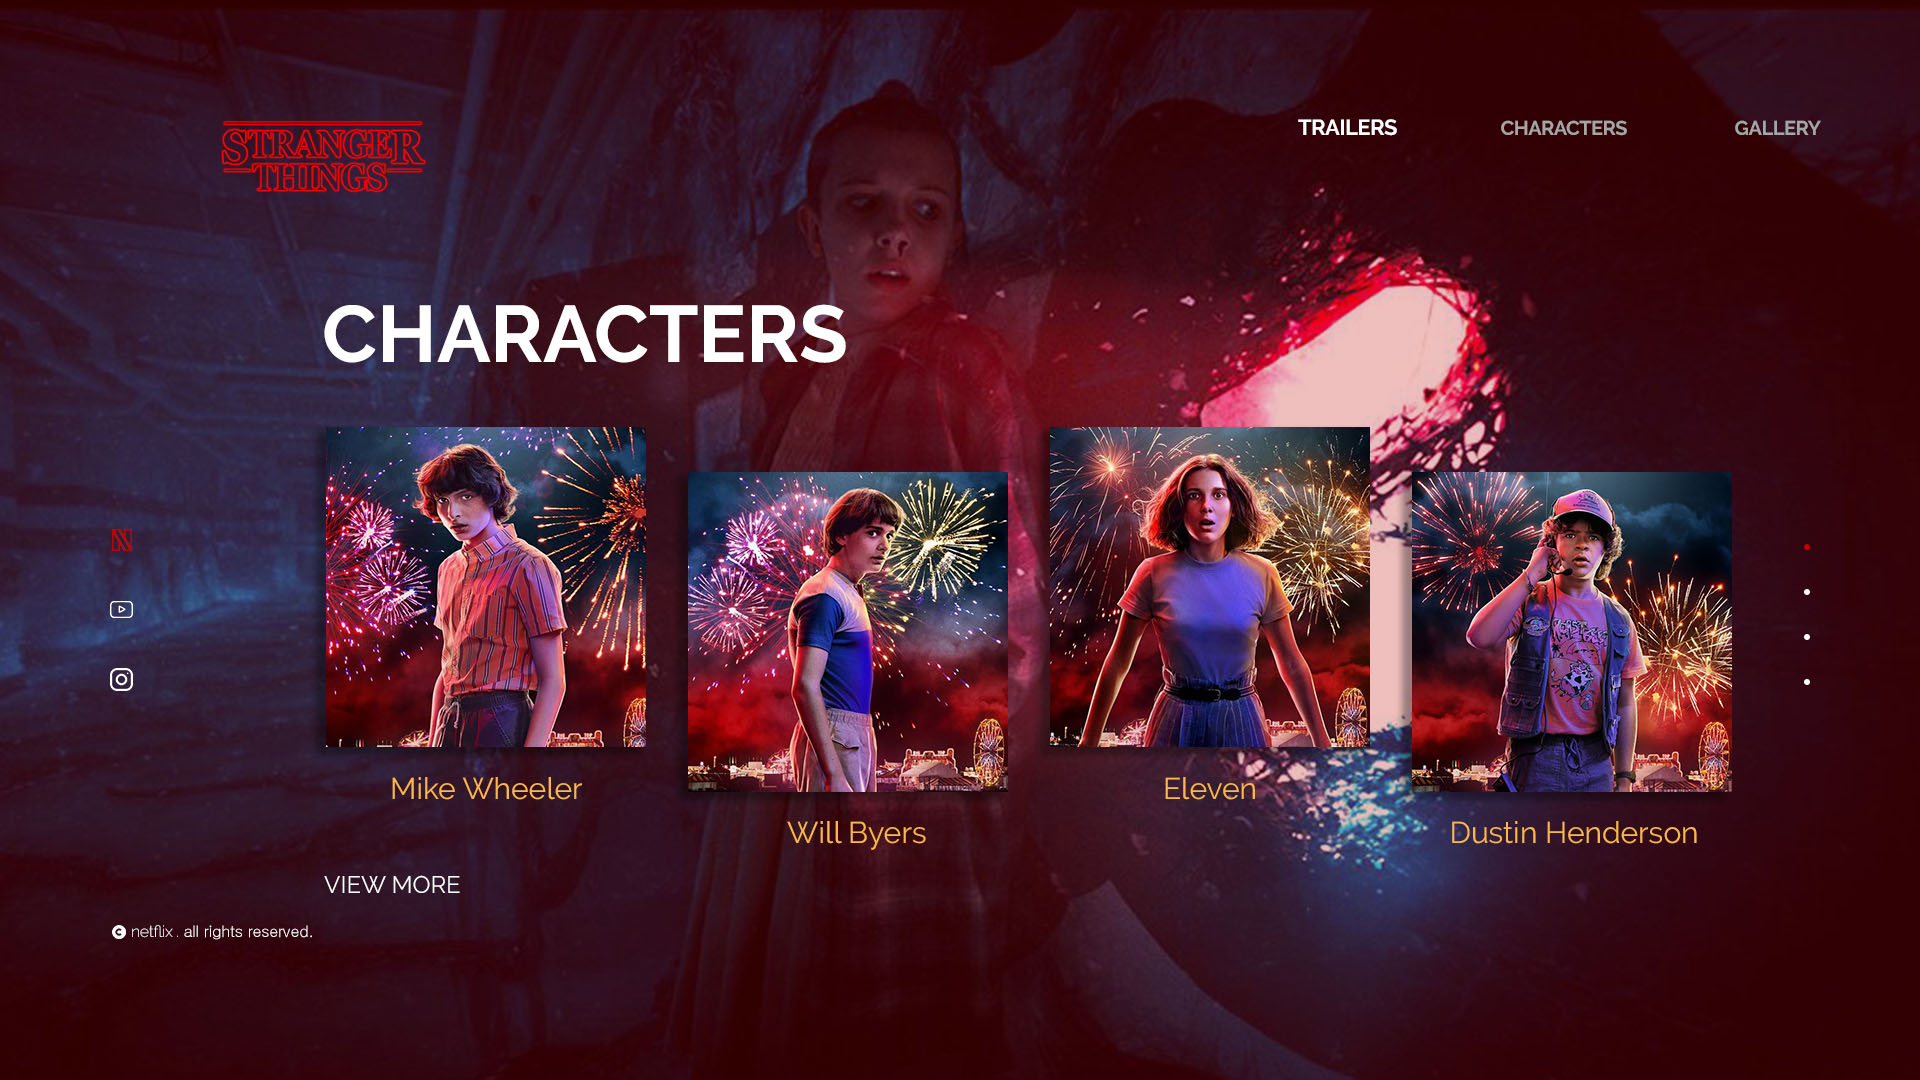 STRANGER
THINGS
TRAILERS
CHARACTERS
GALLERY
CHARACTERS
Mike Wheeler
Will Byers
Eleven
Dustin Henderson
VIEW MORE
© netflix . all rights reserved.